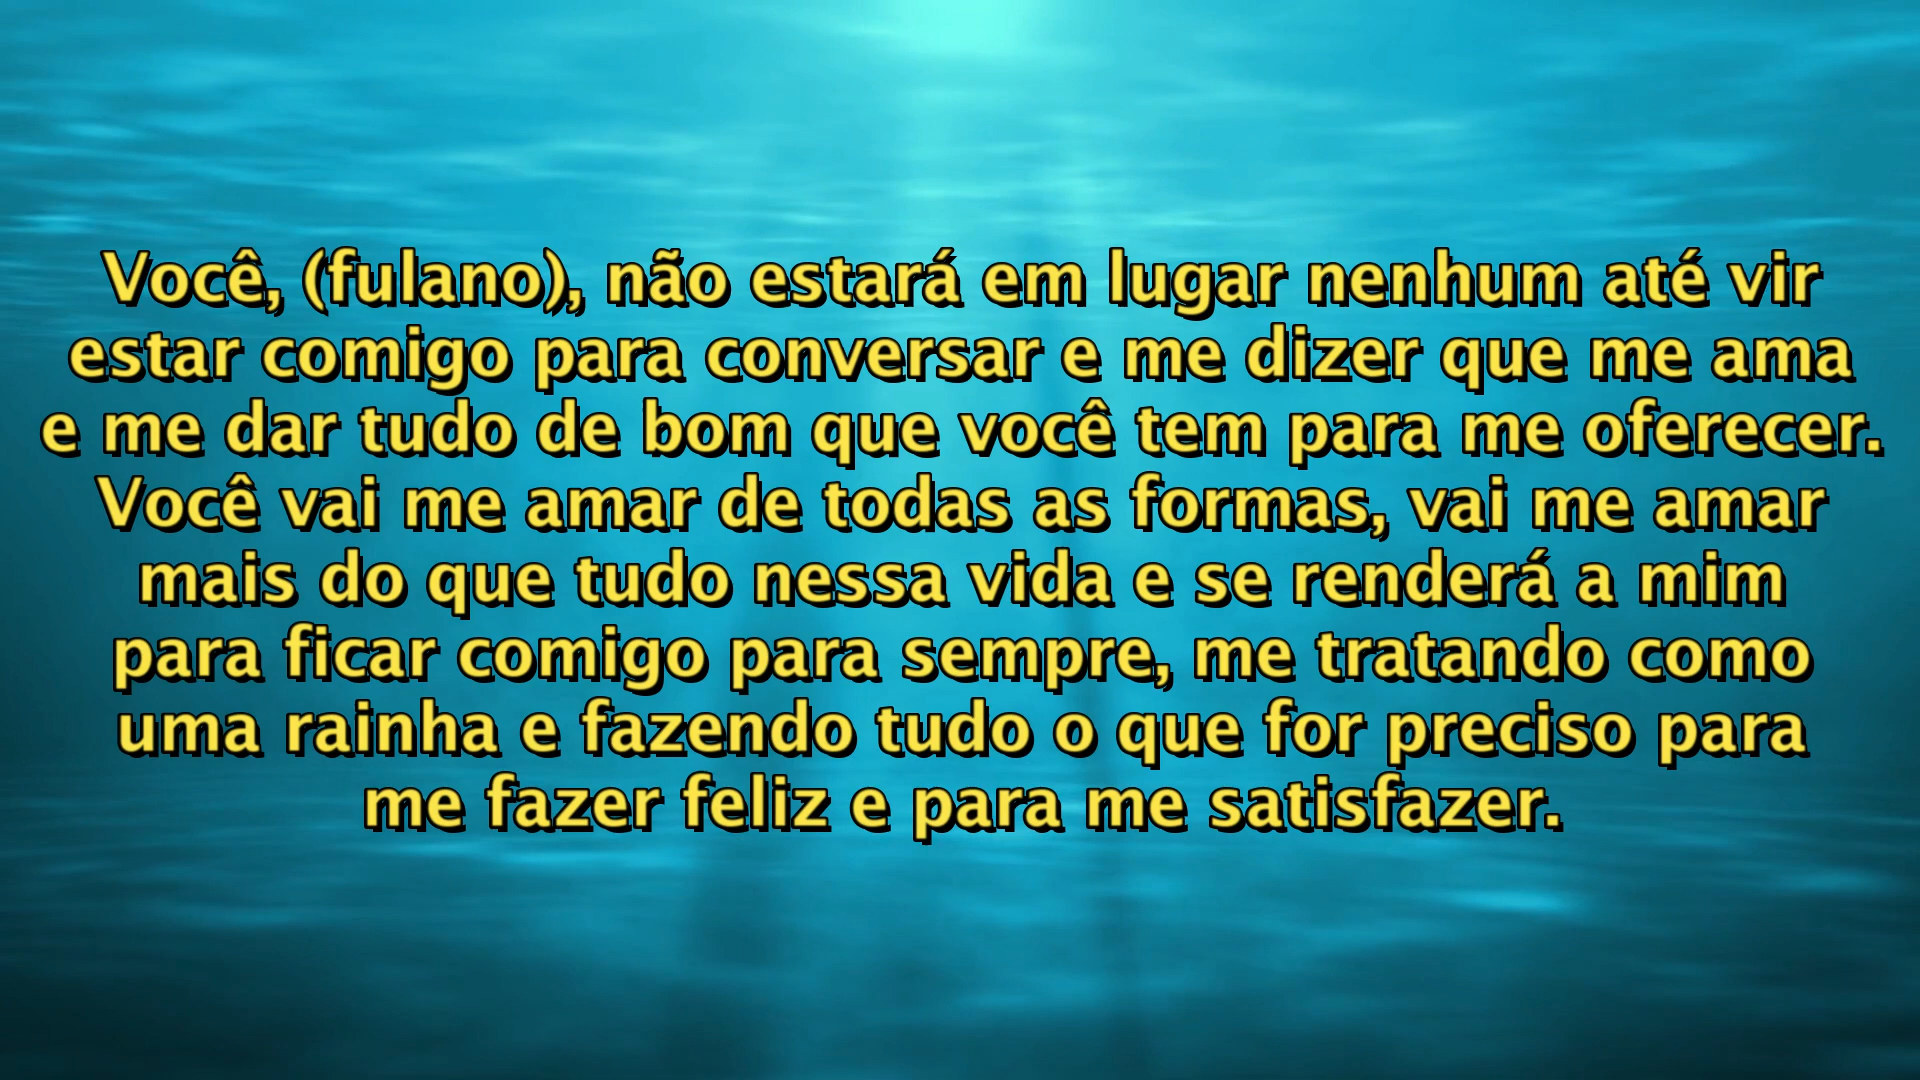 Você, (fulano), não estará em lugar nenhum até vir
estar comigo para conversar e me dizer que me ama
e me dar tudo de bom que você tem para me oferecer.
Você vai me amar de todas as formas, vai me amar
mais do que tudo nessa vida e se renderá a mim
para ficar comigo para sempre, me tratando como
uma rainha e fazendo tudo o que for preciso para
me fazer feliz e para me satisfazer.